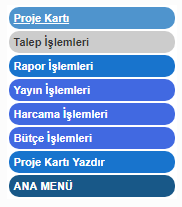 Proje Kartı
Talep İşlemleri
Rapor İşlemleri
Yayın İşlemleri
Harcama İşlemleri
Bütçe İşlemleri
Proje Kartı Yazdır
ANA MENÜ